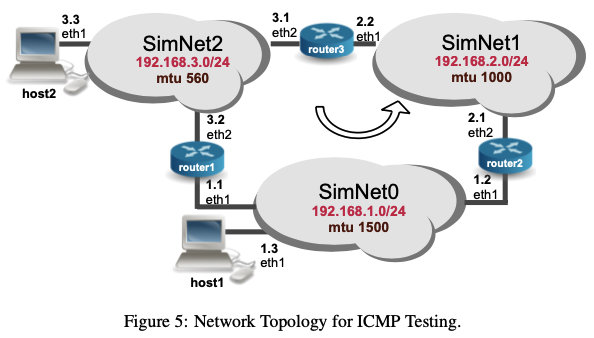 3.3
eth1
host2
SimNet2
192.168.3.0/24
mtu 560
3.1
eth2
router3
2.2
eth1
SimNet1
192.168.2.0/24
mtu 1000
3.2
eth2
router1
1.1
eth1
2.1
eth2
router2
1.2
eth1
SimNet0
192.168.1.0/24
mtu 1500
1.3
eth1
host1
Figure 5: Network Topology for ICMP Testing.